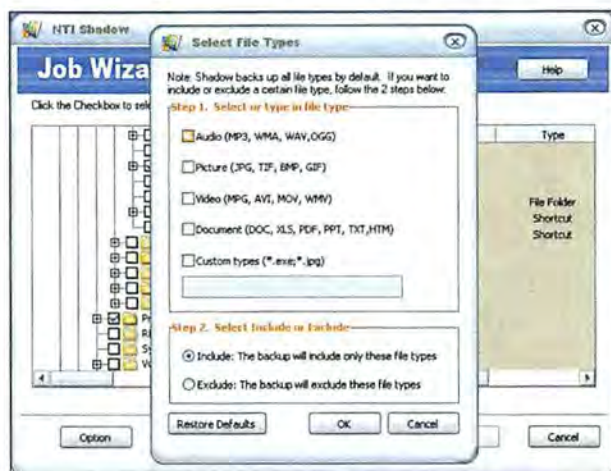 NTI Shadow
Job Wiza
Help
Click the Checkbox to sele
Type
File Folder
Shortcut
Shortcut
Pr
Sy
Option
Cancel
Select File Types
Note: Shadow backs up all file types by default. If you want to include or exclude a certain file type, follow the 2 steps below.
Step 1. Select or type in file type
Audio (MP3, WMA, WAV,OGG)
Picture (JPG, TIF, BMP, GIF)
Video (MPG, AVI, MOV, WMV)
Document (DOC, XLS, PDF, PPT, TXT,HTM)
Custom types (*.exe;*.jpg)
Step 2. Select Include or Exclude
Include: The backup will include only these file types
Exclude: The backup will exclude these file types
Restore Defaults
OK
Cancel